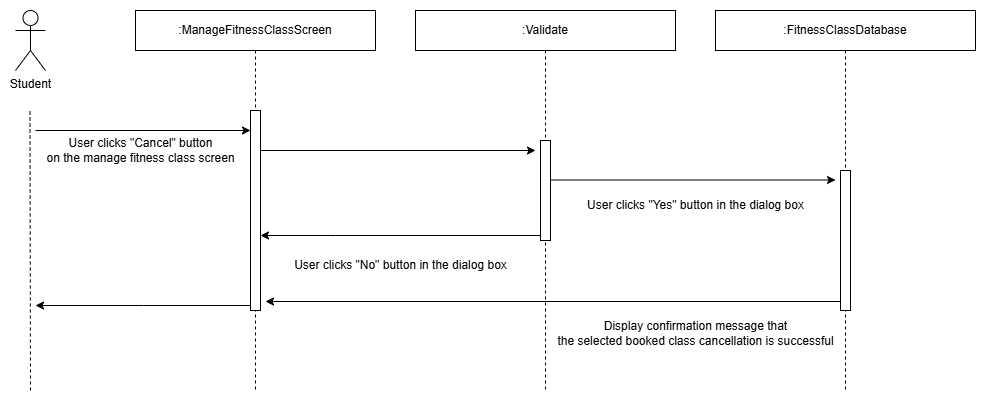 :ManageFitnessClassScreen
:Validate
:FitnessClassDatabase
Student
User clicks "Cancel" button
on the manage fitness class screen
User clicks "Yes" button in the dialog box
User clicks "No" button in the dialog box
Display confirmation message that
the selected booked class cancellation is successful